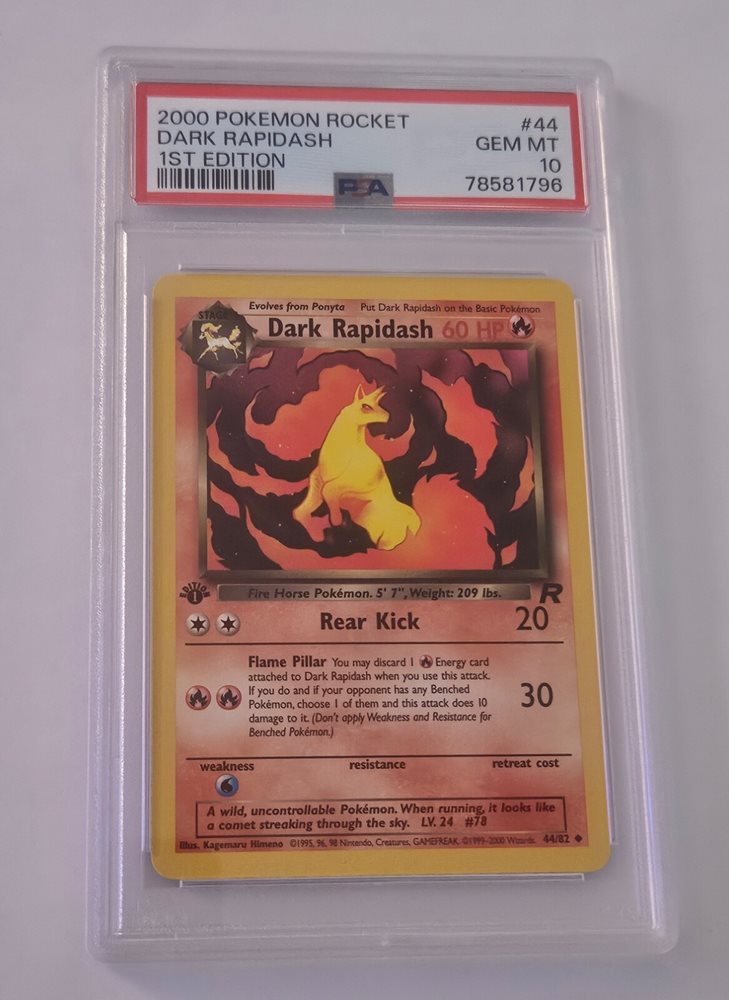 2000 POKEMON ROCKET #44
DARK RAPIDASH GEM MT
1ST EDITION 10
PSA 78581796
Evolves from Ponyta Put Dark Rapidash on the Basic Pokémon
STAGE
Dark Rapidash 60 HP
EDITION
1
Fire Horse Pokémon. 5' 7", Weight: 209 lbs. R
Rear Kick 20
Flame Pillar You may discard 1 Energy card
attached to Dark Rapidash when you use this attack.
If you do and if your opponent has any Benched
Pokémon, choose 1 of them and this attack does 10
damage to it. (Don't apply Weakness and Resistance for
Benched Pokémon.)
30
weakness resistance retreat cost
A wild, uncontrollable Pokémon. When running, it looks like
a comet streaking through the sky. LV. 24 #78
Illus. Kagemaru Himeno ©1995, 96, 98 Nintendo, Creatures, GAMEFREAK. ©1999-2000 Wizards. 44/82